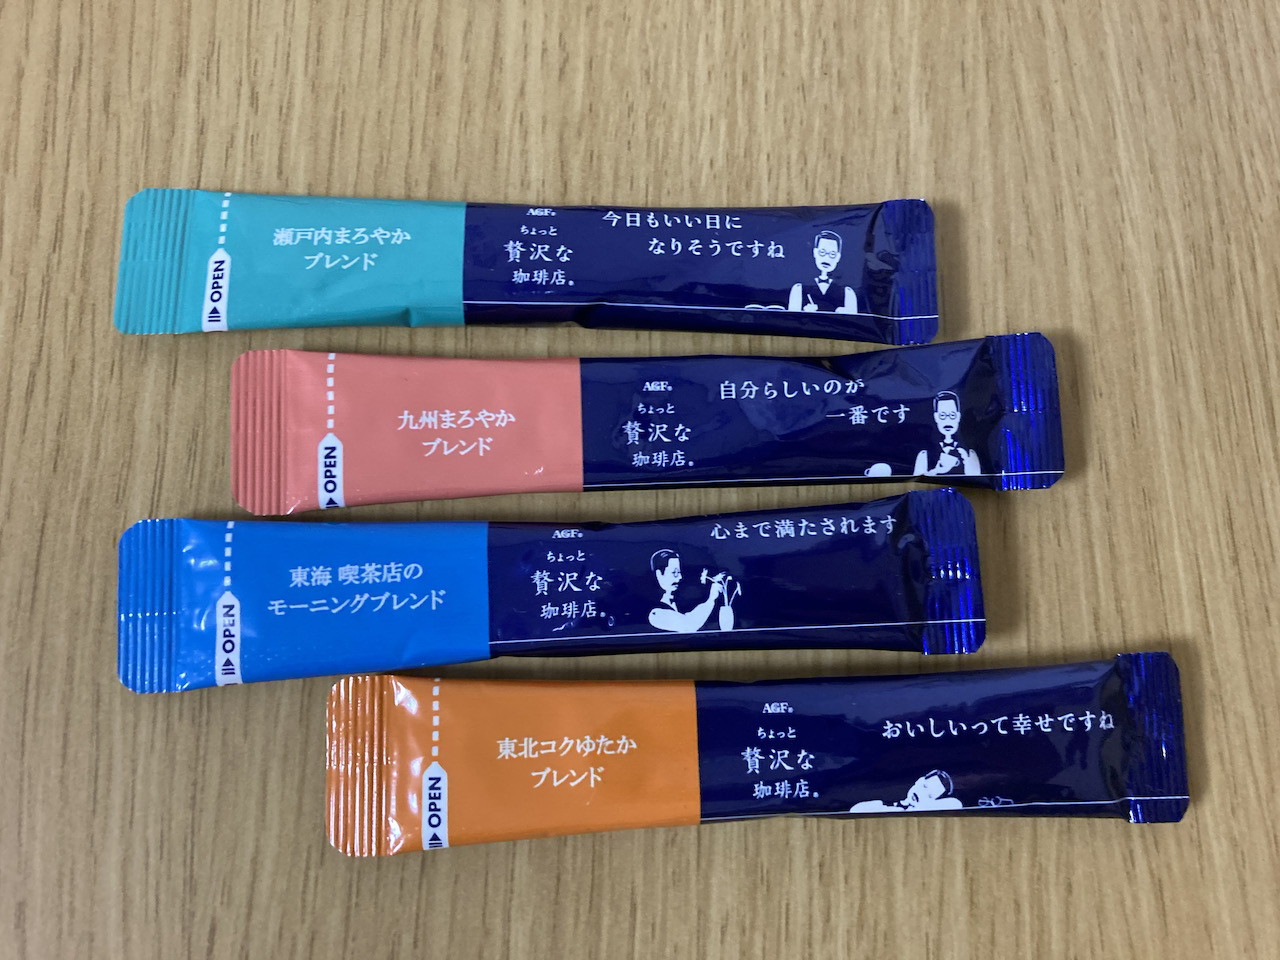 瀬戸内まろやか
ブレンド
OPEN
AGF®
ちょっと
贅沢な
珈琲店®
今日もいい日に
なりそうですね
九州まろやか
ブレンド
OPEN
AGF®
ちょっと
贅沢な
珈琲店®
自分らしいのが
一番です
東海 喫茶店の
モーニングブレンド
OPEN
AGF®
ちょっと
贅沢な
珈琲店®
心まで満たされます
東北コクゆたか
ブレンド
OPEN
AGF®
ちょっと
贅沢な
珈琲店®
おいしいって幸せですね